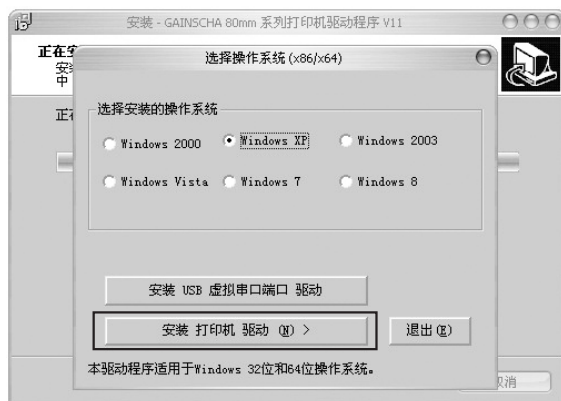 安装 - GAINSCHA 80mm 系列打印机驱动程序 V11
正在安
安
中
选择操作系统 (x86/x64)
正在
选择安装的操作系统
Windows 2000 Windows XP Windows 2003
Windows Vista Windows 7 Windows 8
安装 USB 虚拟串口端口 驱动
安装 打印机 驱动 (N) > 退出(E)
本驱动程序适用于Windows 32位和64位操作系统。
取消